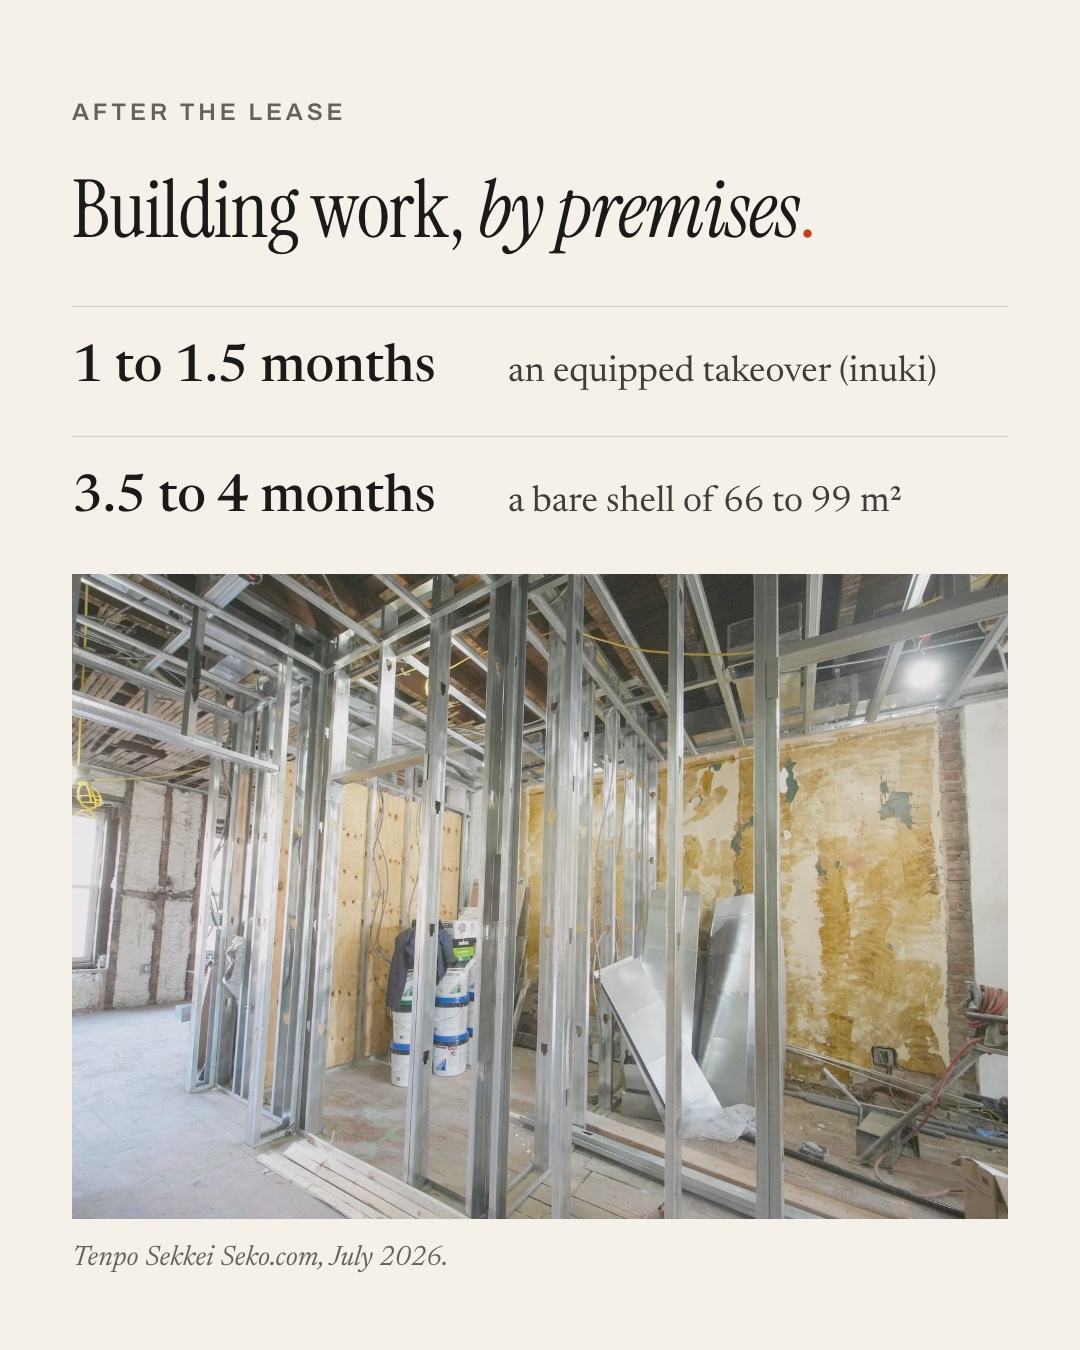 AFTER THE LEASE
Building work, by premises.
1 to 1.5 months an equipped takeover (inuki)
3.5 to 4 months a bare shell of 66 to 99 m²
Tenpo Sekkei Seko.com, July 2026.